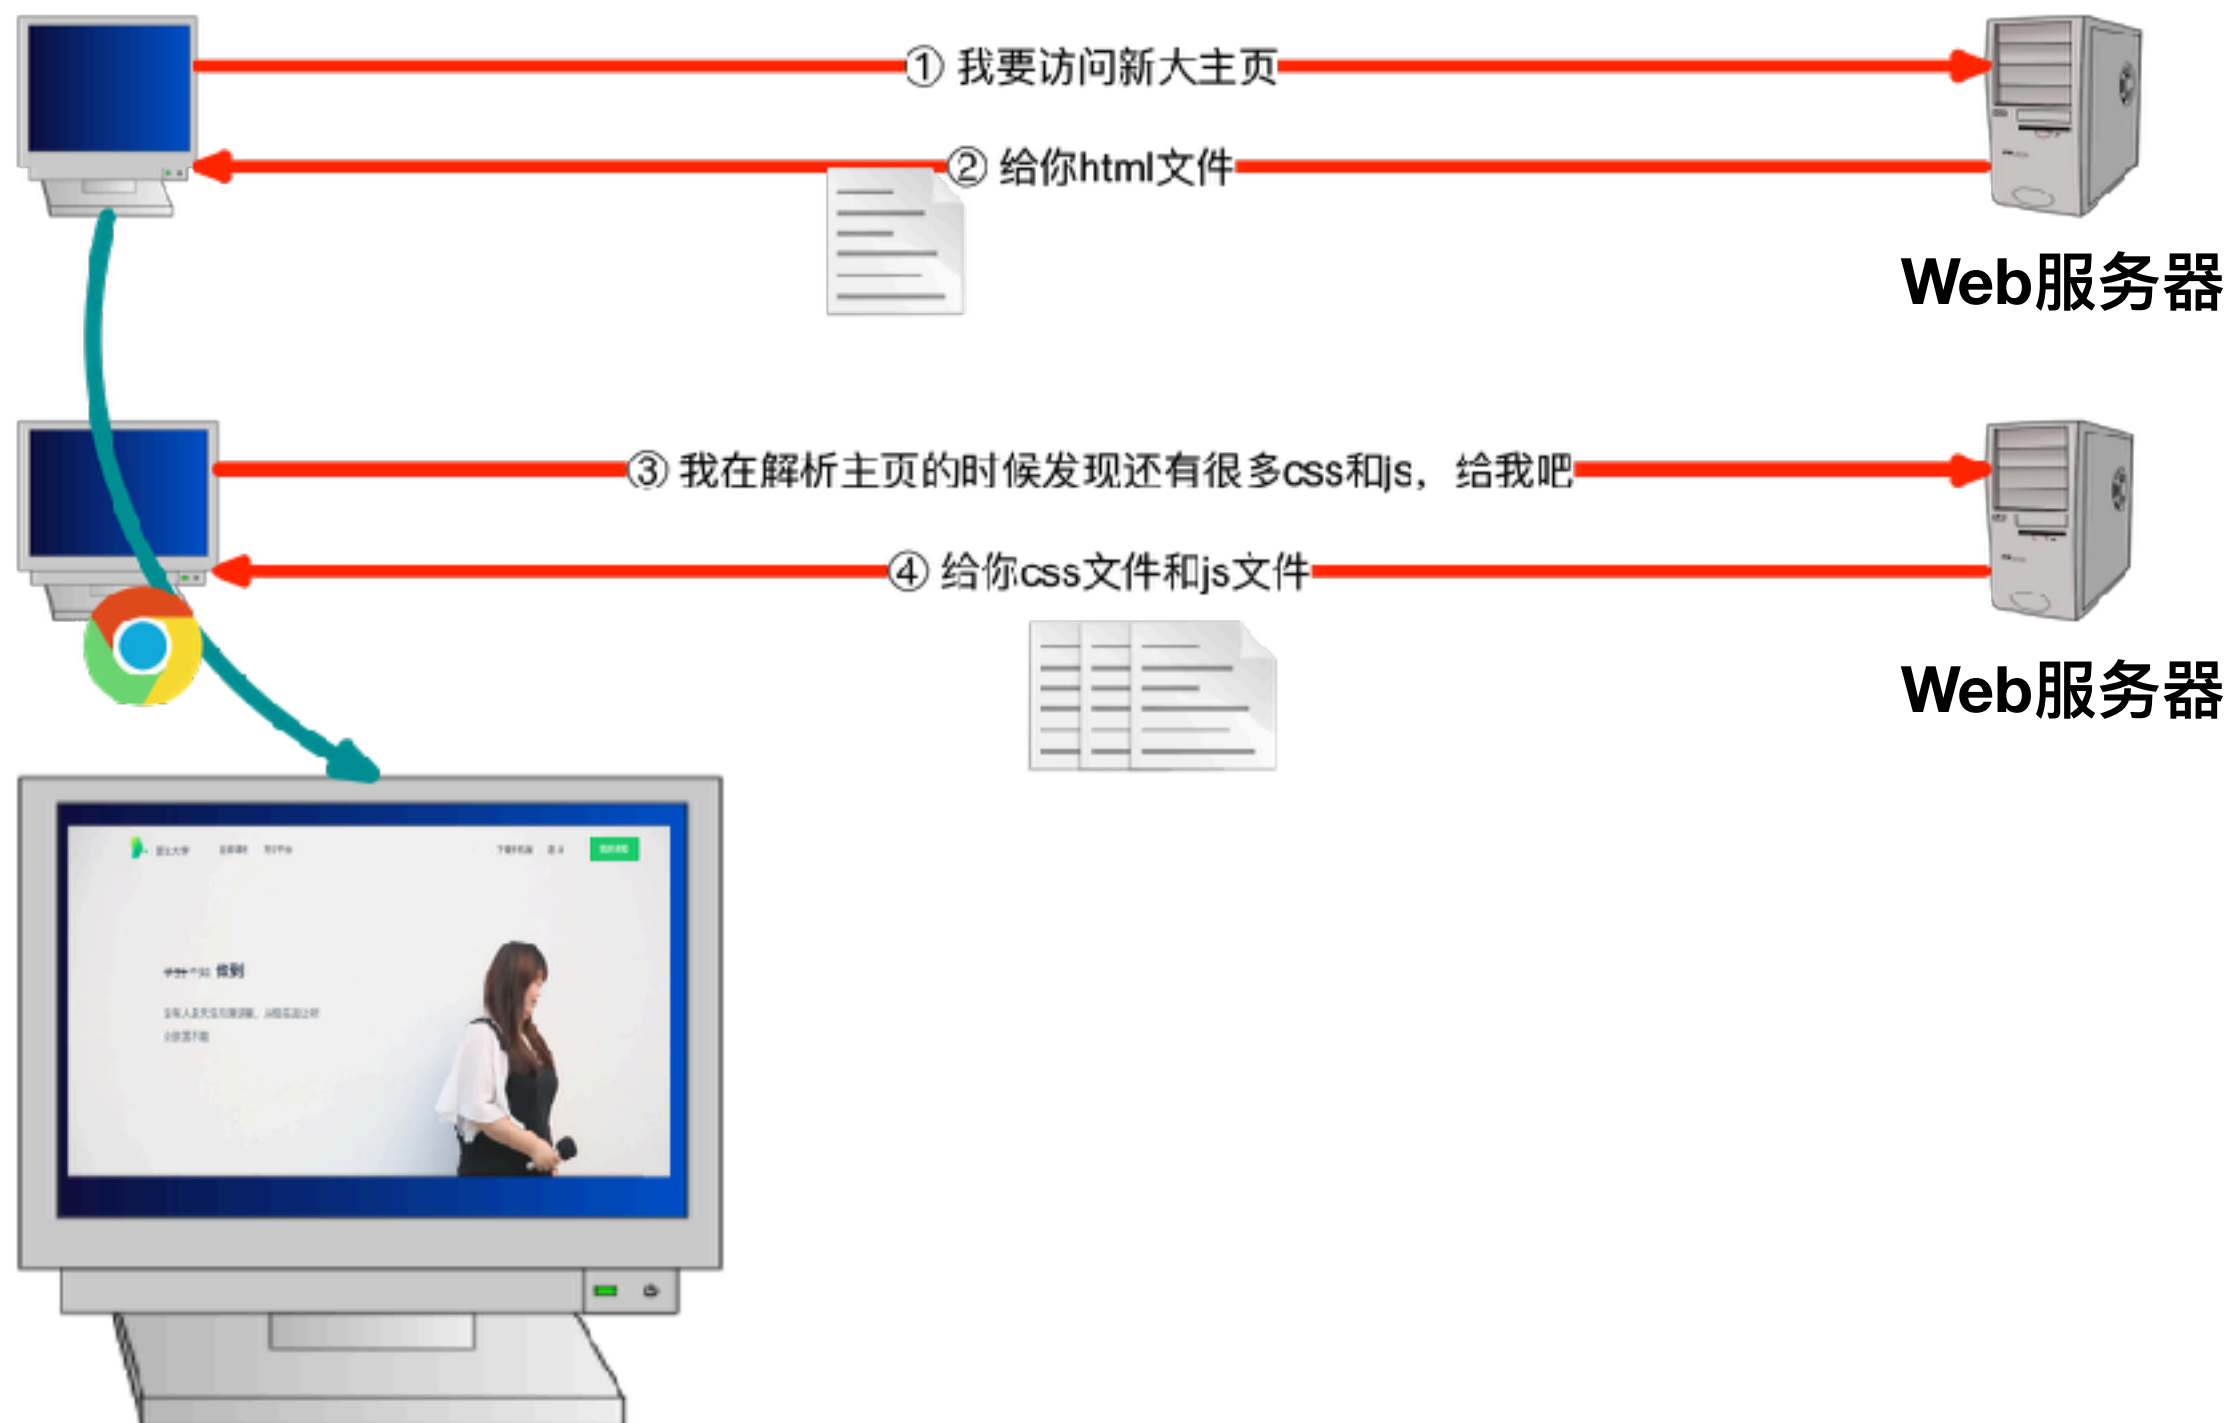 ① 我要访问新大主页
② 给你html文件
Web服务器
③ 我在解析主页的时候发现还有很多css和js，给我吧
④ 给你css文件和js文件
Web服务器
做到